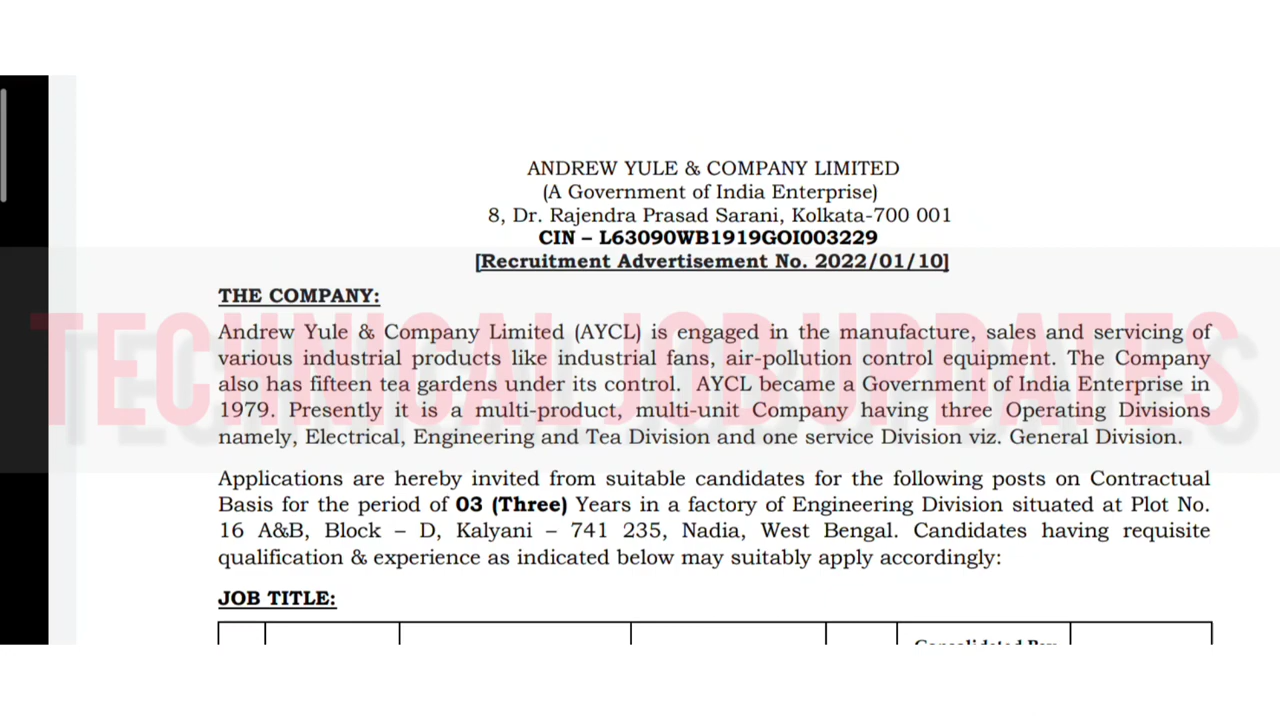 ANDREW YULE & COMPANY LIMITED
(A Government of India Enterprise)
8, Dr. Rajendra Prasad Sarani, Kolkata-700 001
CIN – L63090WB1919GOI003229
[Recruitment Advertisement No. 2022/01/10]
THE COMPANY:
Andrew Yule & Company Limited (AYCL) is engaged in the manufacture, sales and servicing of
various industrial products like industrial fans, air-pollution control equipment. The Company
also has fifteen tea gardens under its control. AYCL became a Government of India Enterprise in
1979. Presently it is a multi-product, multi-unit Company having three Operating Divisions
namely, Electrical, Engineering and Tea Division and one service Division viz. General Division.
TECHNICAL JOB UPDATES
Applications are hereby invited from suitable candidates for the following posts on Contractual
Basis for the period of 03 (Three) Years in a factory of Engineering Division situated at Plot No.
16 A&B, Block – D, Kalyani – 741 235, Nadia, West Bengal. Candidates having requisite
qualification & experience as indicated below may suitably apply accordingly:
JOB TITLE: